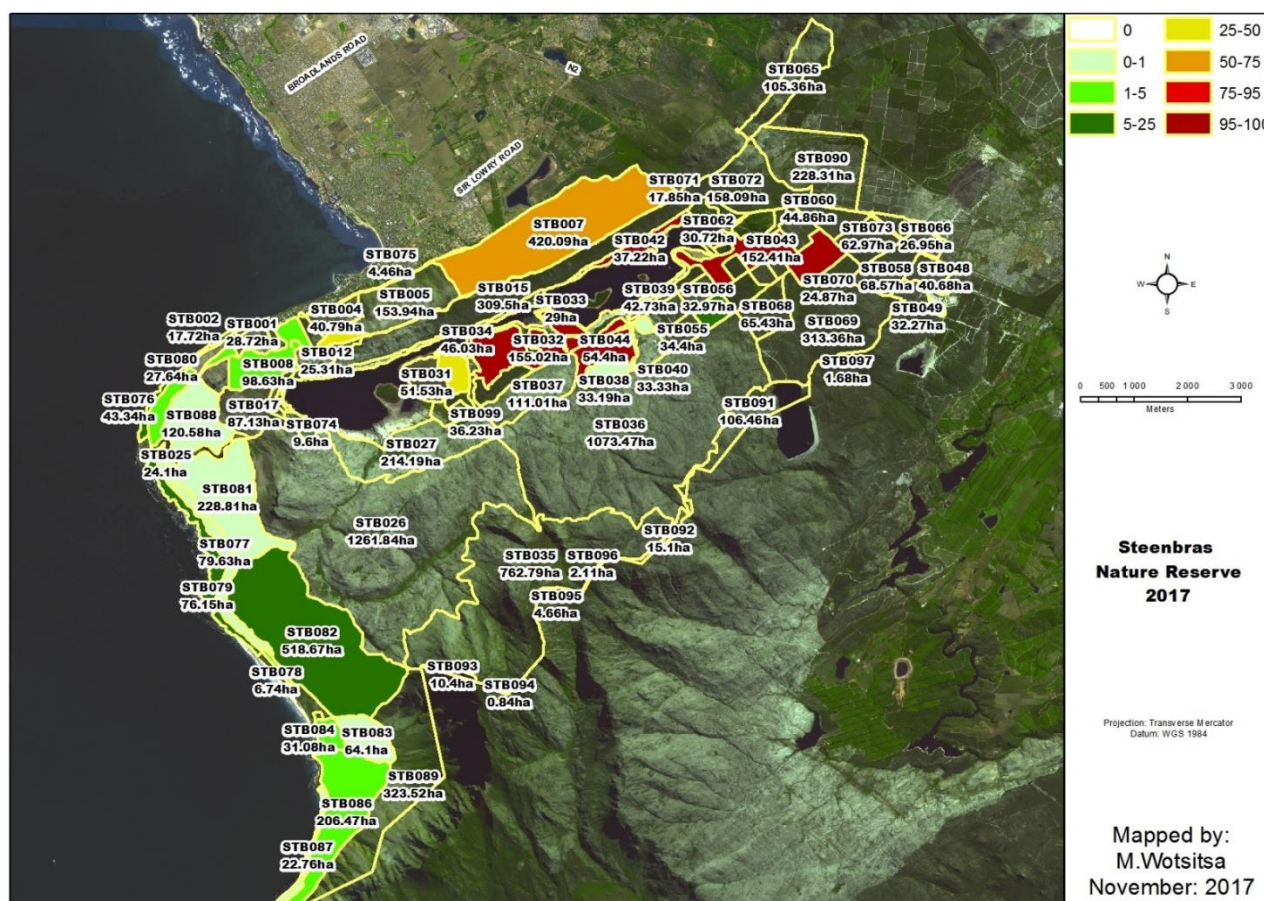 BROADLANDS ROAD
N2
SIR LOWRY ROAD
STB065
105.36ha
STB090
228.31ha
STB071
17.85ha
STB072
158.09ha
STB060
44.86ha
STB007
420.09ha
STB062
30.72ha
STB073
62.97ha
STB066
26.95ha
STB042
37.22ha
STB043
152.41ha
STB075
4.46ha
STB005
153.94ha
STB015
309.5ha
STB033
29ha
STB039
42.73ha
STB056
32.97ha
STB070
24.87ha
STB058
68.57ha
STB048
40.68ha
STB002
17.72ha
STB001
28.72ha
STB004
40.79ha
STB068
65.43ha
STB049
32.27ha
STB069
313.36ha
STB034
46.03ha
STB032
155.02ha
STB044
54.4ha
STB055
34.4ha
STB080
27.64ha
STB008
98.63ha
STB012
25.31ha
STB097
1.68ha
STB031
51.53ha
STB037
111.01ha
STB038
33.19ha
STB040
33.33ha
STB076
43.34ha
STB088
120.58ha
STB017
87.13ha
STB074
9.6ha
STB099
36.23ha
STB036
1073.47ha
STB091
106.46ha
STB027
214.19ha
STB025
24.1ha
STB081
228.81ha
STB026
1261.84ha
STB092
15.1ha
STB077
79.63ha
STB035
762.79ha
STB096
2.11ha
STB079
76.15ha
STB095
4.66ha
STB082
518.67ha
STB078
6.74ha
STB093
10.4ha
STB094
0.84ha
STB084
31.08ha
STB083
64.1ha
STB089
323.52ha
STB086
206.47ha
STB087
22.76ha
0
25-50
0-1
50-75
1-5
75-95
5-25
95-100
N
W
E
S
0 500 1 000 2 000 3 000
Meters
Steenbras
Nature Reserve
2017
Projection: Transverse Mercator
Datum: WGS 1984
Mapped by:
M.Wotsitsa
November: 2017